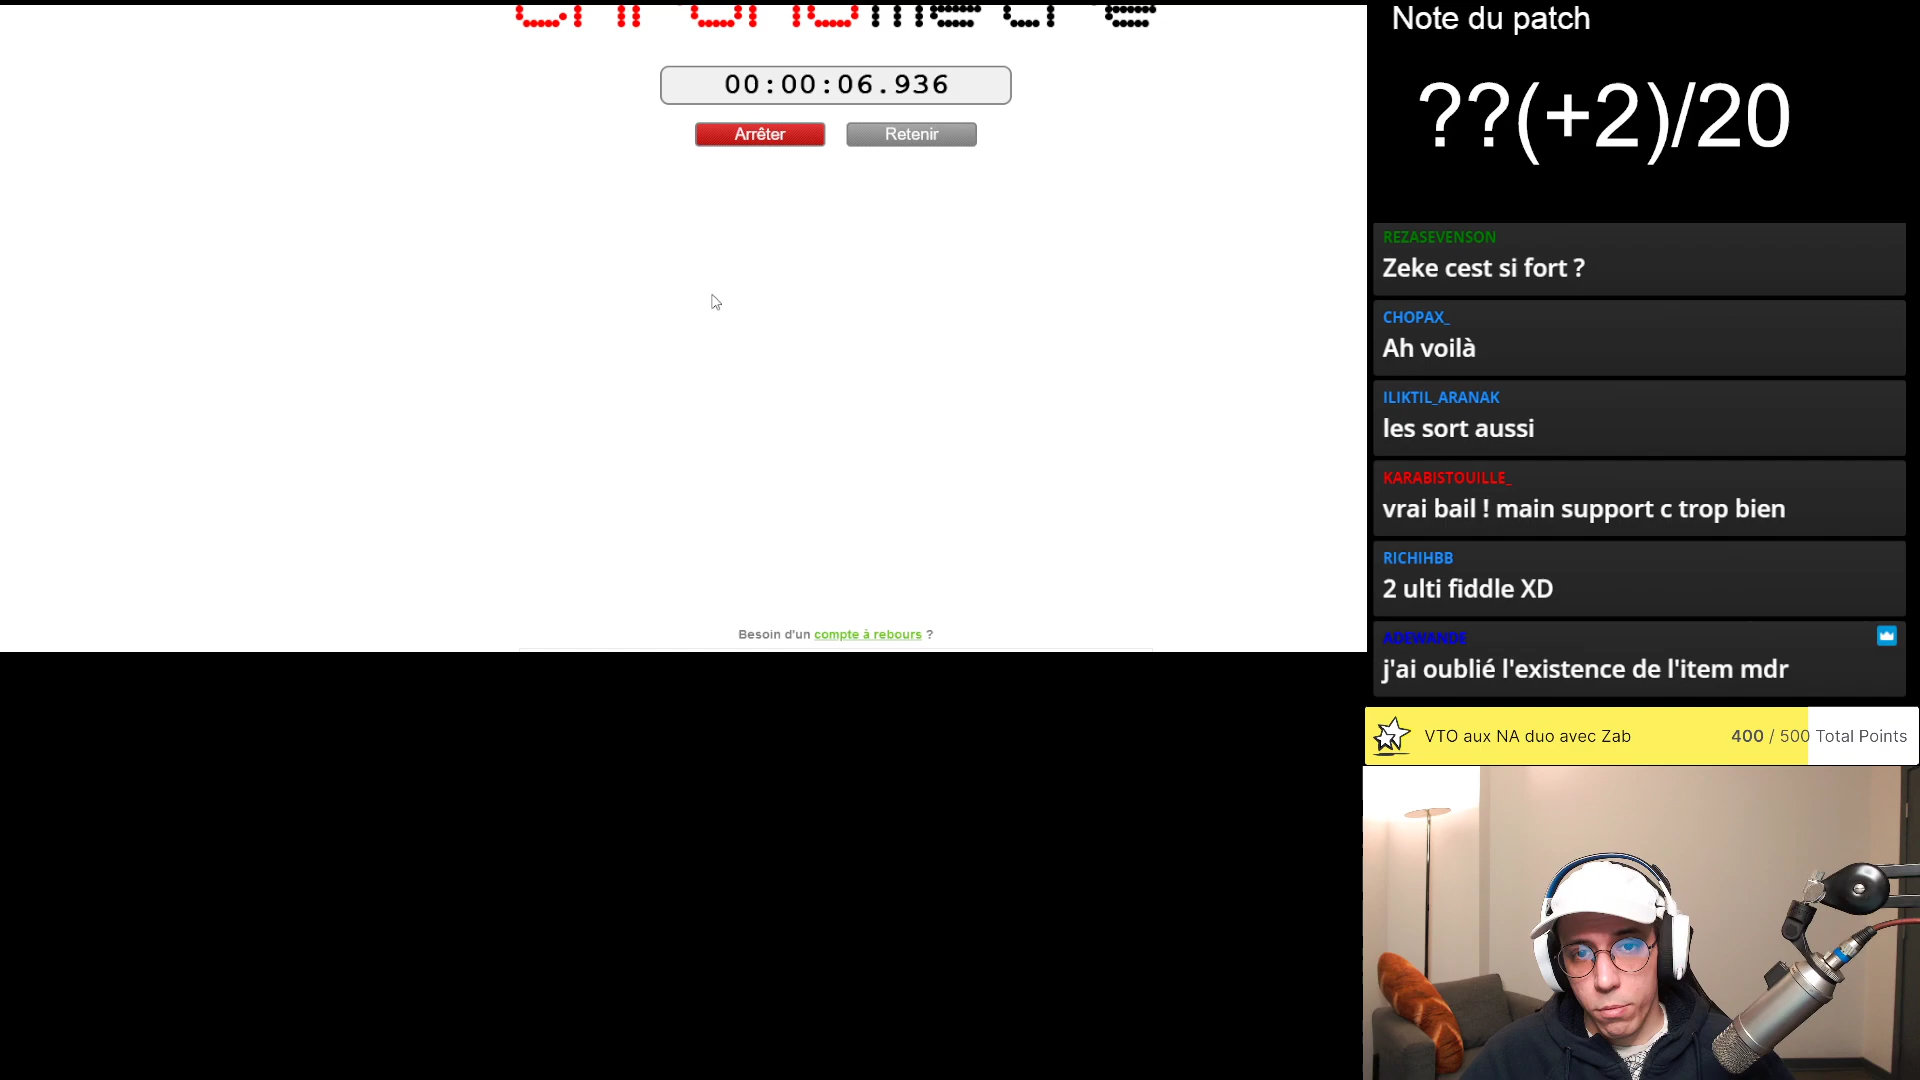 chronomètre
00:00:06.936
Arrêter
Retenir
Besoin d'un compte à rebours ?
Note du patch
??(+2)/20
REZASEVENSON
Zeke cest si fort ?
CHOPAX_
Ah voilà
ILIKTIL_ARANAK
les sort aussi
KARABISTOUILLE_
vrai bail ! main support c trop bien
RICHIHBB
2 ulti fiddle XD
ADEWANDE
j'ai oublié l'existence de l'item mdr
VTO aux NA duo avec Zab
400 / 500 Total Points